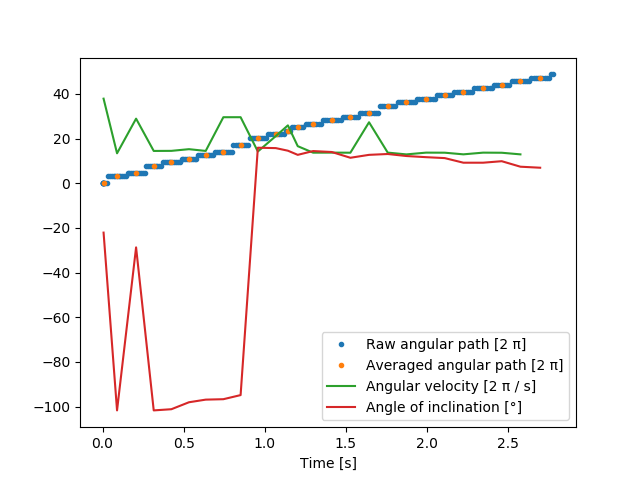 40
20
0
−20
−40
−60
−80
−100
0.0 0.5 1.0 1.5 2.0 2.5
Time [s]
Raw angular path [2 π]
Averaged angular path [2 π]
Angular velocity [2 π / s]
Angle of inclination [°]